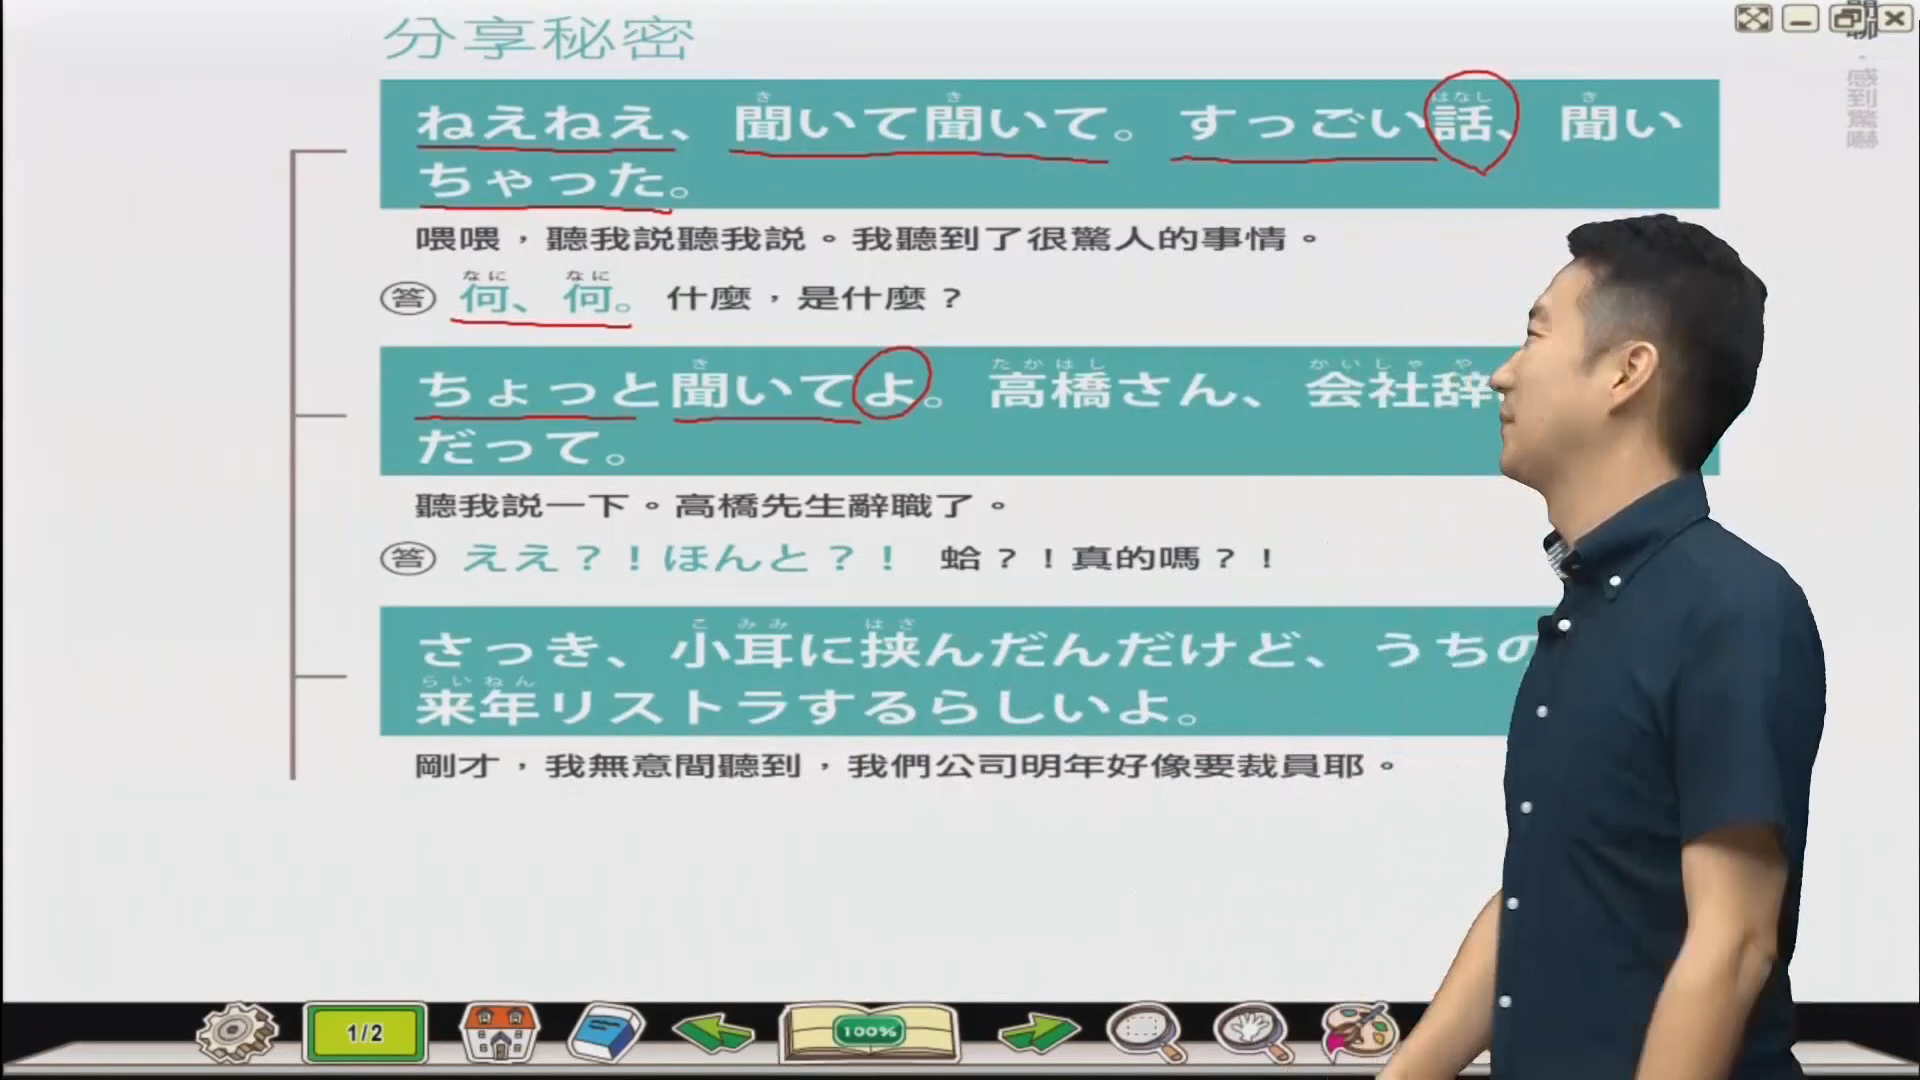 分享秘密
ねえねえ、聞いて聞いて。すっごい話、聞い
ちゃった。
喂喂，聽我説聽我説。我聽到了很驚人的事情。
答 何、何。 什麼，是什麼？
ちょっと聞いてよ。高橋さん、会社辞
だって。
聽我説一下。高橋先生辭職了。
答 ええ？！ほんと？！ 蛤？！真的嗎？！
さっき、小耳に挟んだんだけど、うちの
来年リストラするらしいよ。
剛才，我無意間聽到，我們公司明年好像要裁員耶。
感到驚嚇
1/2
100%